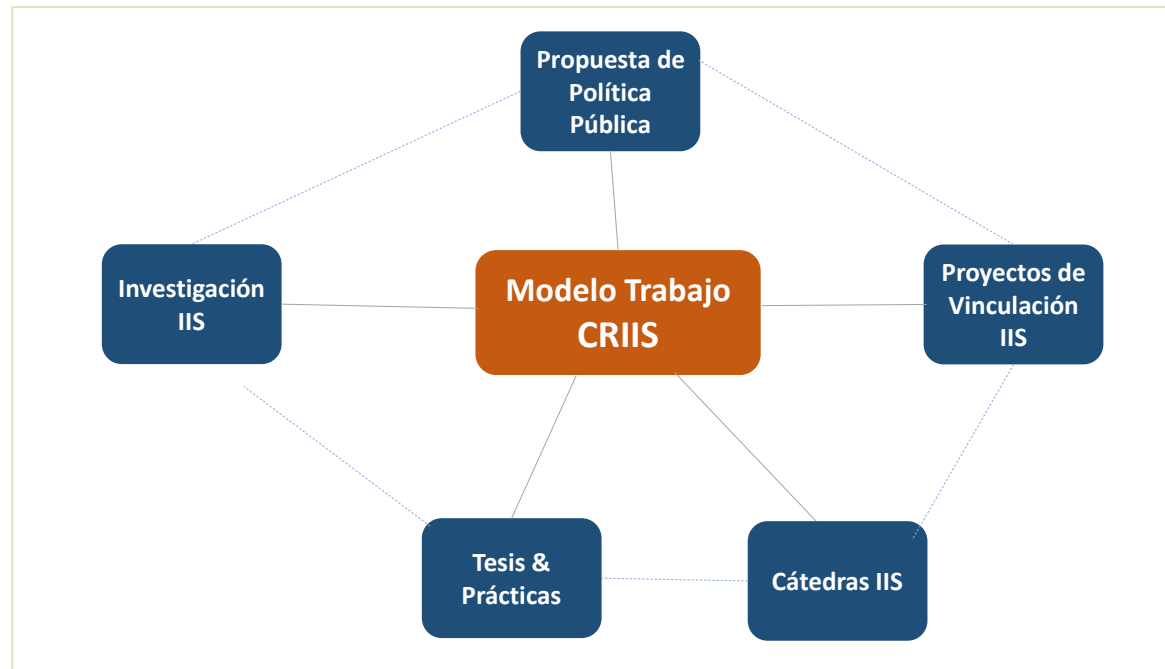 Propuesta de
Política
Pública
Investigación
IIS
Modelo Trabajo
CRIIS
Proyectos de
Vinculación
IIS
Tesis &
Prácticas
Cátedras IIS